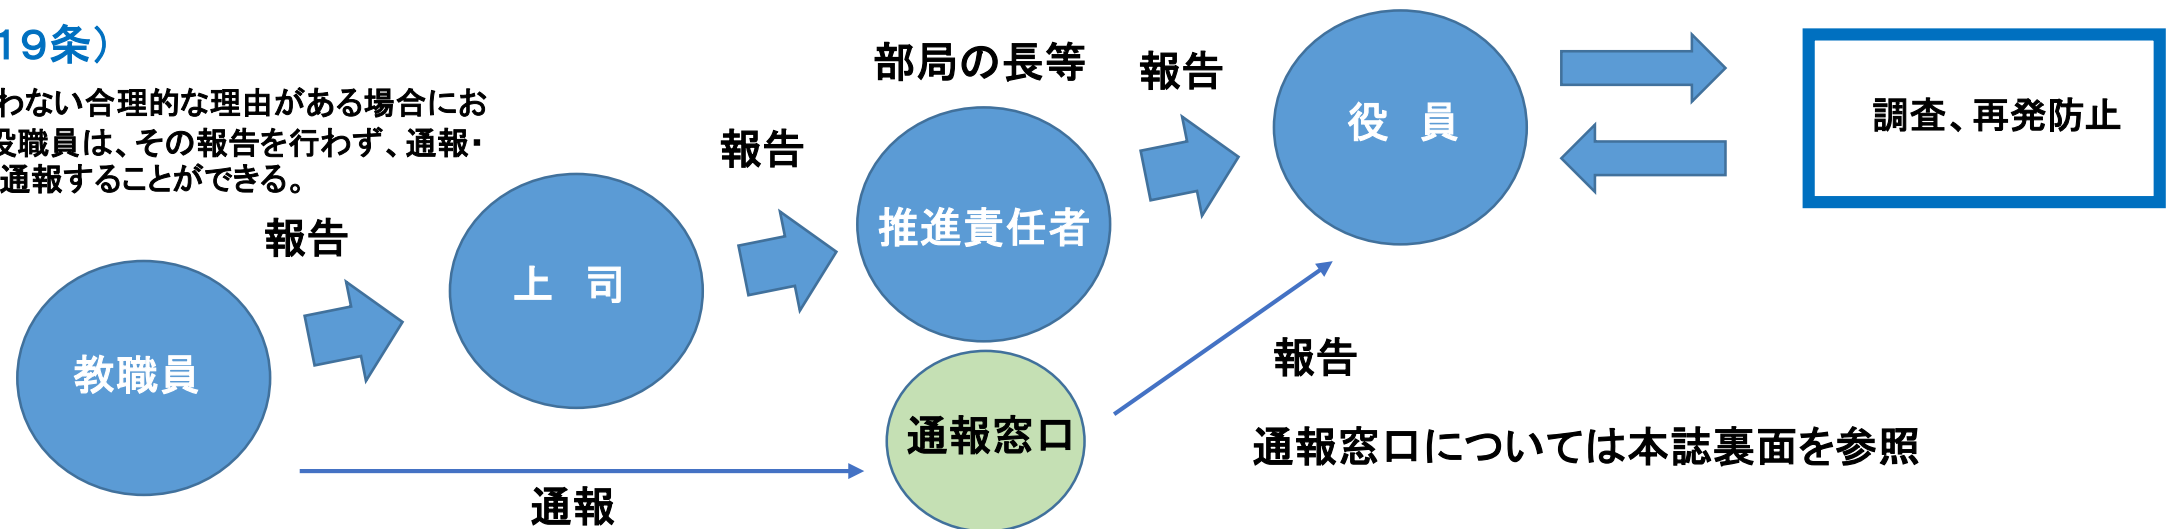 19条）
わない合理的な理由がある場合にお
役職員は、その報告を行わず、通報・
通報することができる。
部局の長等
報告
役　員
調査、再発防止
報告
推進責任者
報告
上　司
教職員
報告
通報窓口
通報窓口については本誌裏面を参照
通報